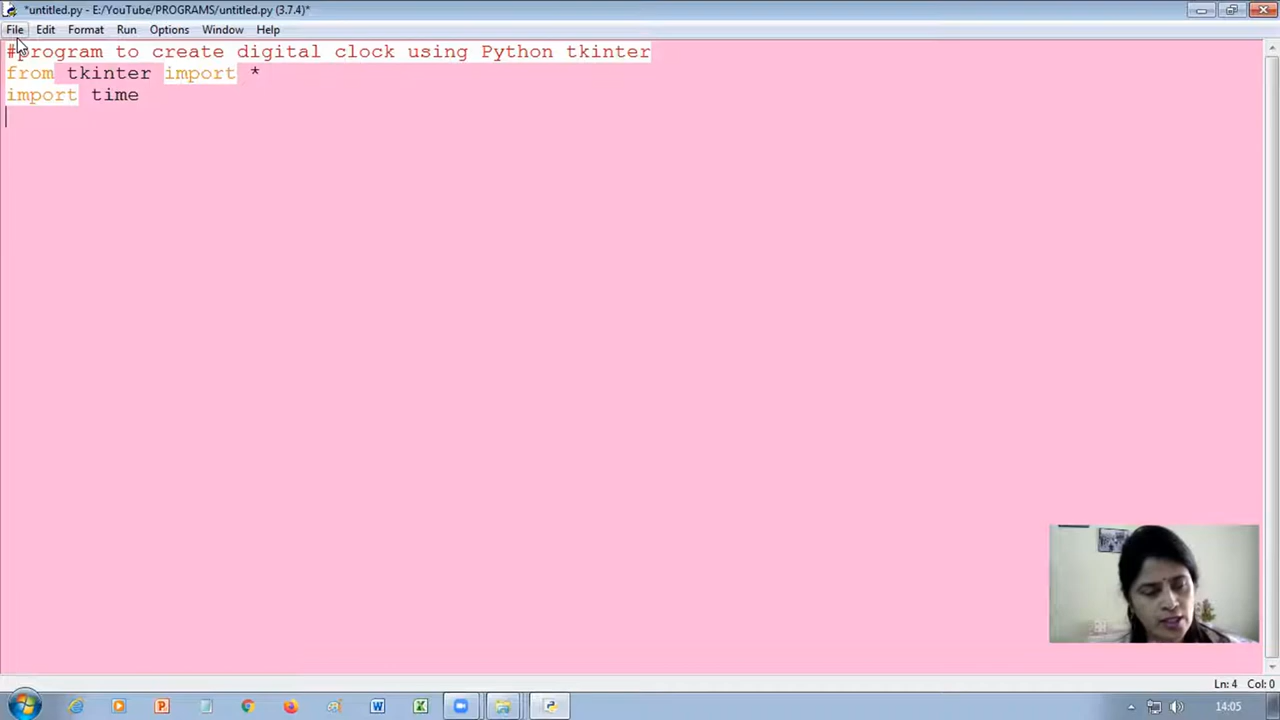 *untitled.py - E:/YouTube/PROGRAMS/untitled.py (3.7.4)*
File Edit Format Run Options Window Help
#program to create digital clock using Python tkinter
from tkinter import *
import time
Ln: 4 Col: 0
14:05